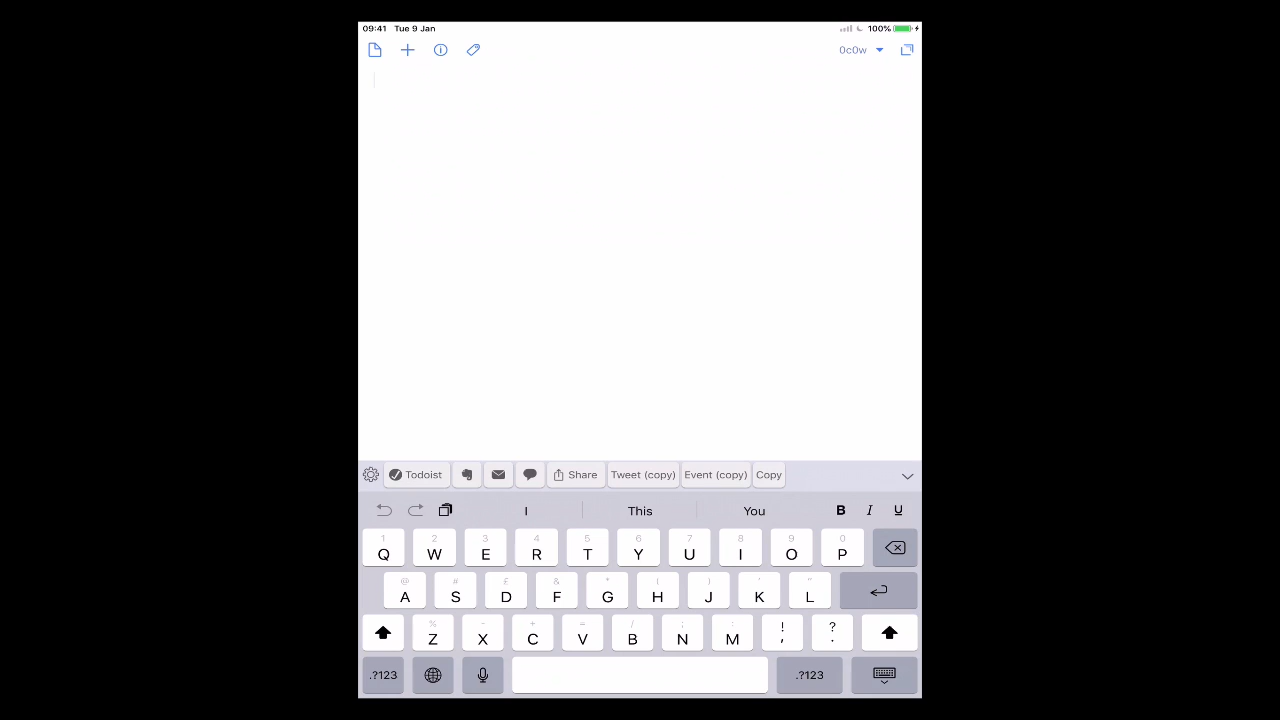 09:41 Tue 9 Jan 100%
0c0w
Todoist Share Tweet (copy) Event (copy) Copy
I This You B I U
1 2 3 4 5 6 7 8 9 0
Q W E R T Y U I O P
@ # £ & * ( ) ' "
A S D F G H J K L
% - + = / ; : ! ?
Z X C V B N M , .
.?123 .?123